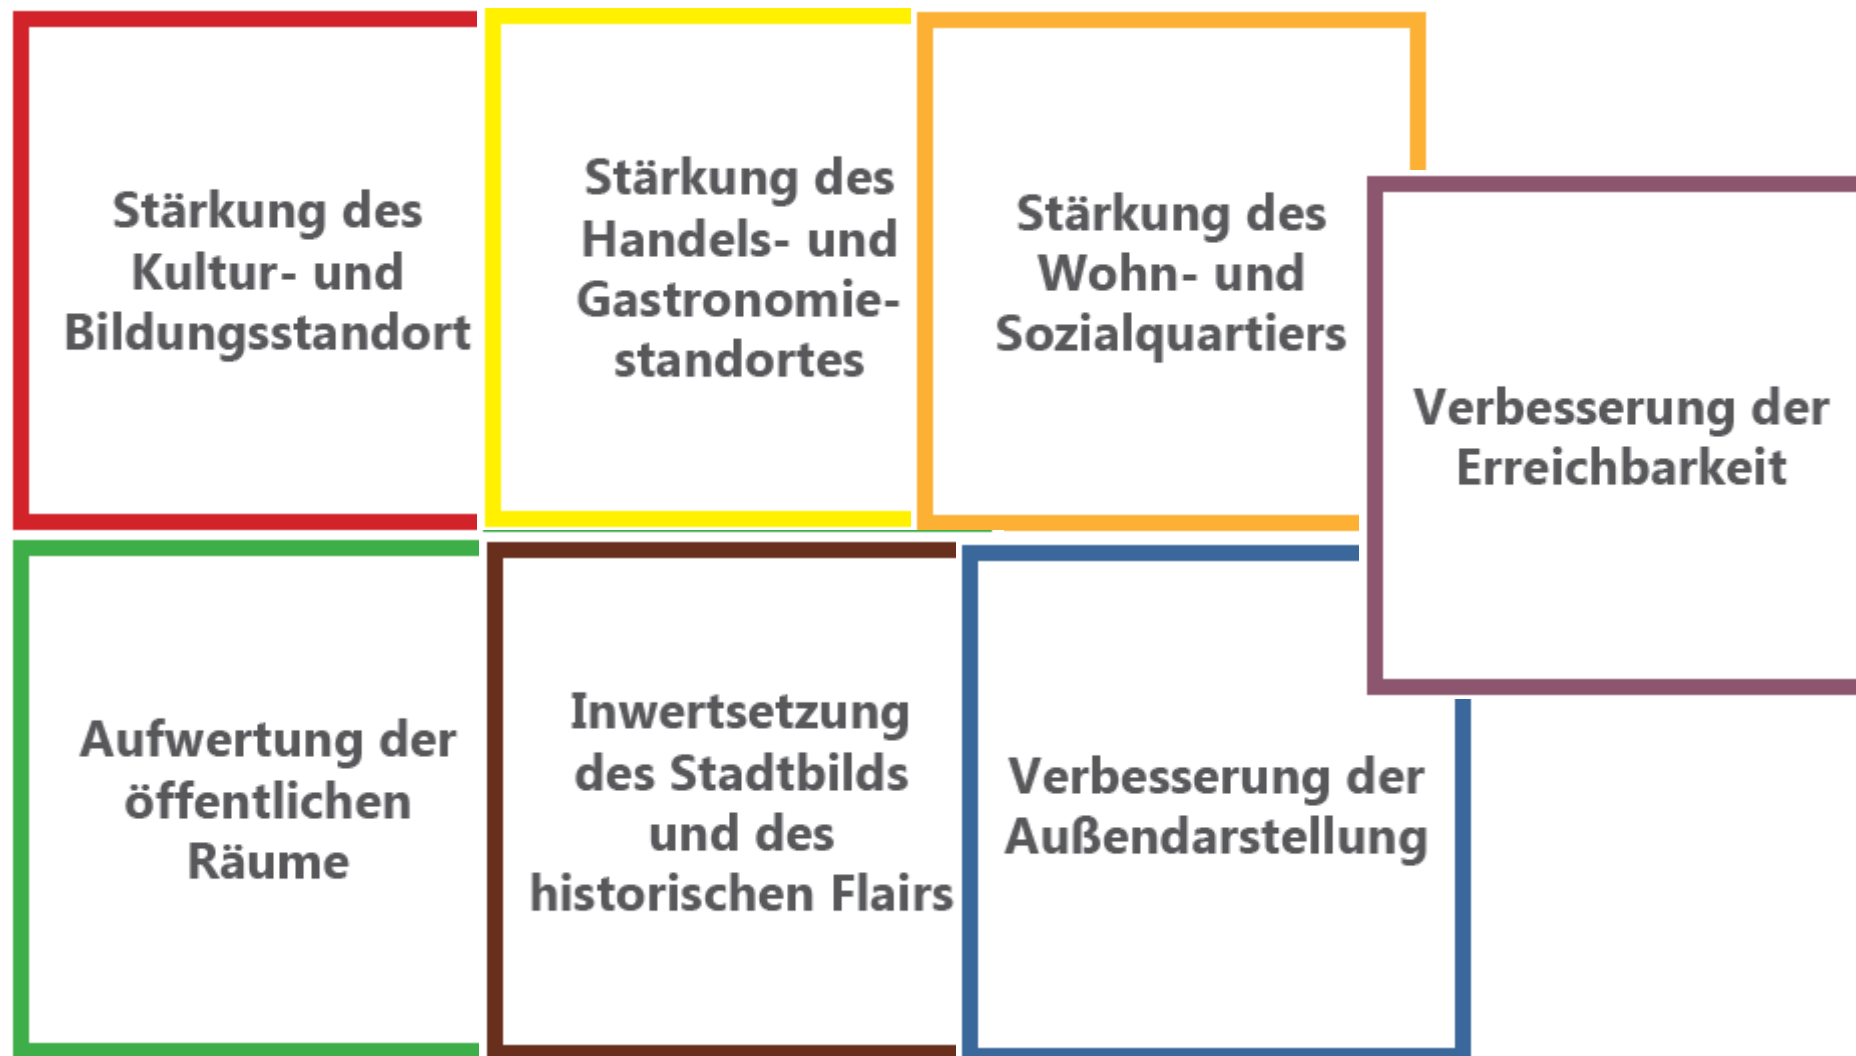 Stärkung des
Kultur- und
Bildungsstandort
Stärkung des
Handels- und
Gastronomie-
standortes
Stärkung des
Wohn- und
Sozialquartiers
Verbesserung der
Erreichbarkeit
Aufwertung der
öffentlichen
Räume
Inwertsetzung
des Stadtbilds
und des
historischen Flairs
Verbesserung der
Außendarstellung